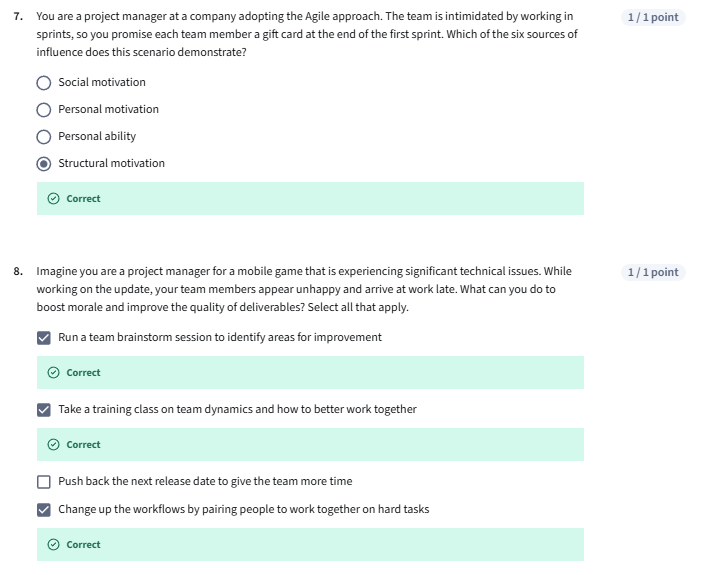 7. You are a project manager at a company adopting the Agile approach. The team is intimidated by working in
sprints, so you promise each team member a gift card at the end of the first sprint. Which of the six sources of
influence does this scenario demonstrate?
1 / 1 point
Social motivation
Personal motivation
Personal ability
Structural motivation
Correct
8. Imagine you are a project manager for a mobile game that is experiencing significant technical issues. While
working on the update, your team members appear unhappy and arrive at work late. What can you do to
boost morale and improve the quality of deliverables? Select all that apply.
1 / 1 point
Run a team brainstorm session to identify areas for improvement
Correct
Take a training class on team dynamics and how to better work together
Correct
Push back the next release date to give the team more time
Change up the workflows by pairing people to work together on hard tasks
Correct